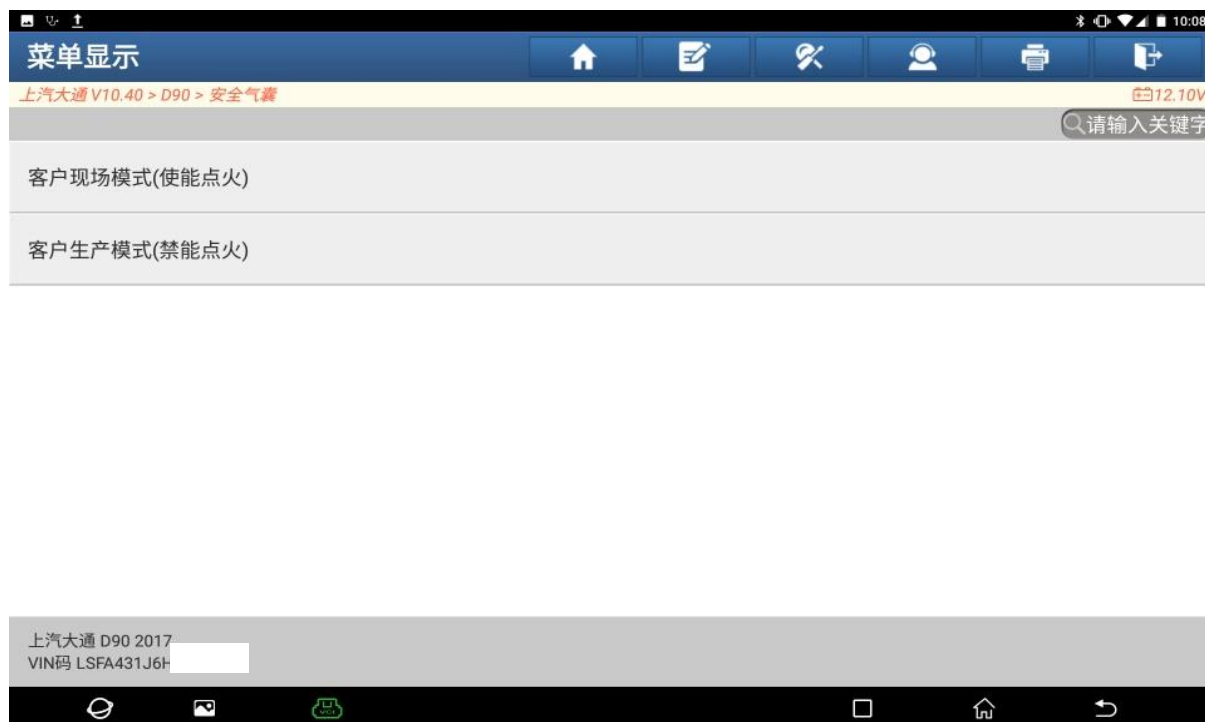 10:08
菜单显示
上汽大通 V10.40 > D90 > 安全气囊
12.10V
请输入关键字
客户现场模式(使能点火)
客户生产模式(禁能点火)
上汽大通 D90 2017
VIN码 LSFA431J6H